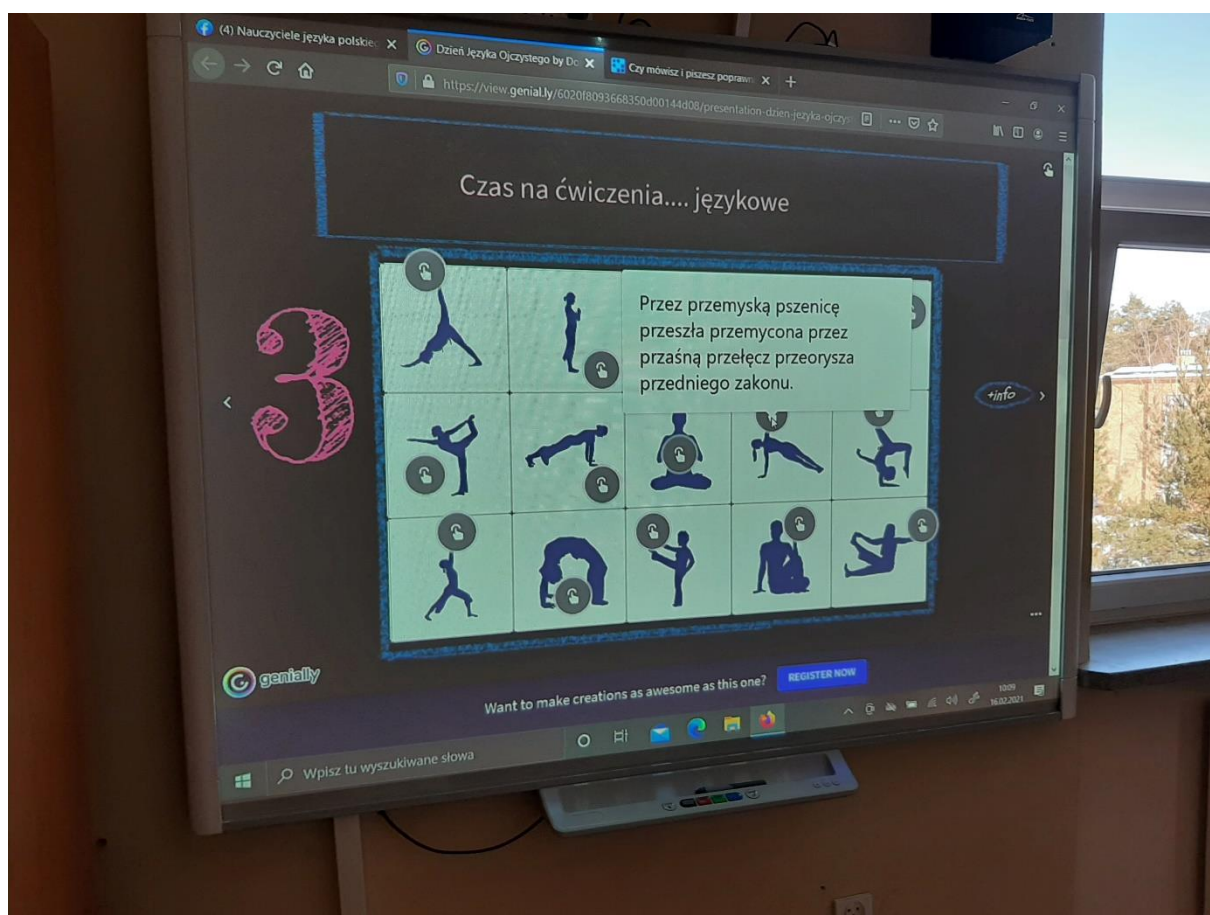 (4) Nauczyciele języka polskiec
Dzień Języka Ojczystego by Do
Czy mówisz i piszesz poprawn
https://view.genial.ly/6020f8093668350d00144d08/presentation-dzien-jezyka-ojczys
Czas na ćwiczenia.... językowe
3
Przez przemyską pszenicę
przeszła przemycona przez
przaśną przełęcz przeorysza
przedniego zakonu.
+info
genially
Want to make creations as awesome as this one?
REGISTER NOW
Wpisz tu wyszukiwane słowa
10:09
16.02.2021